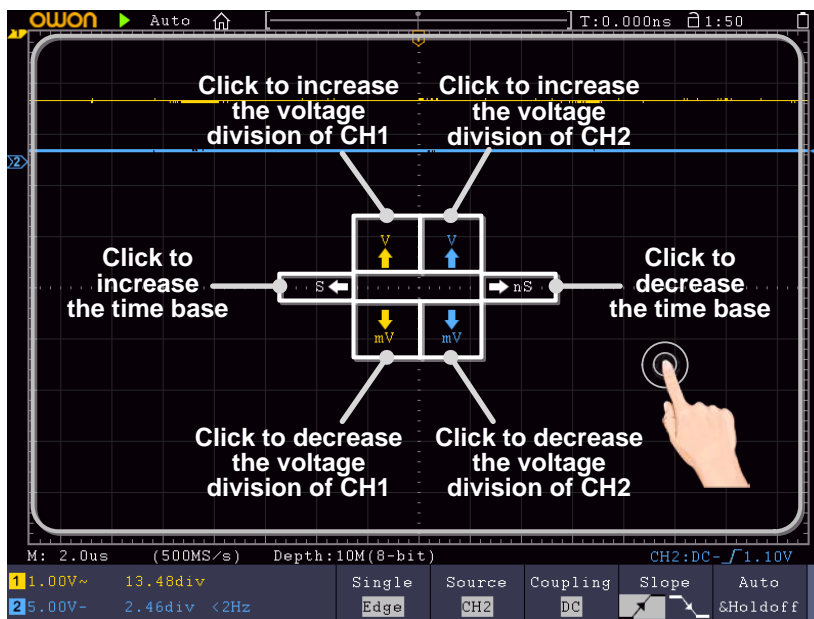 OWON Auto T:0.000ns 1:50
1
T
2
Click to increase
the voltage
division of CH1
Click to increase
the voltage
division of CH2
V V
Click to
increase
the time base
S nS
Click to
decrease
the time base
mV mV
Click to decrease
the voltage
division of CH1
Click to decrease
the voltage
division of CH2
M: 2.0us (500MS/s) Depth:10M(8-bit) CH2:DC- 1.10V
1 1.00V~ 13.48div Single Source Coupling Slope Auto
2 5.00V- 2.46div <2Hz Edge CH2 DC &Holdoff